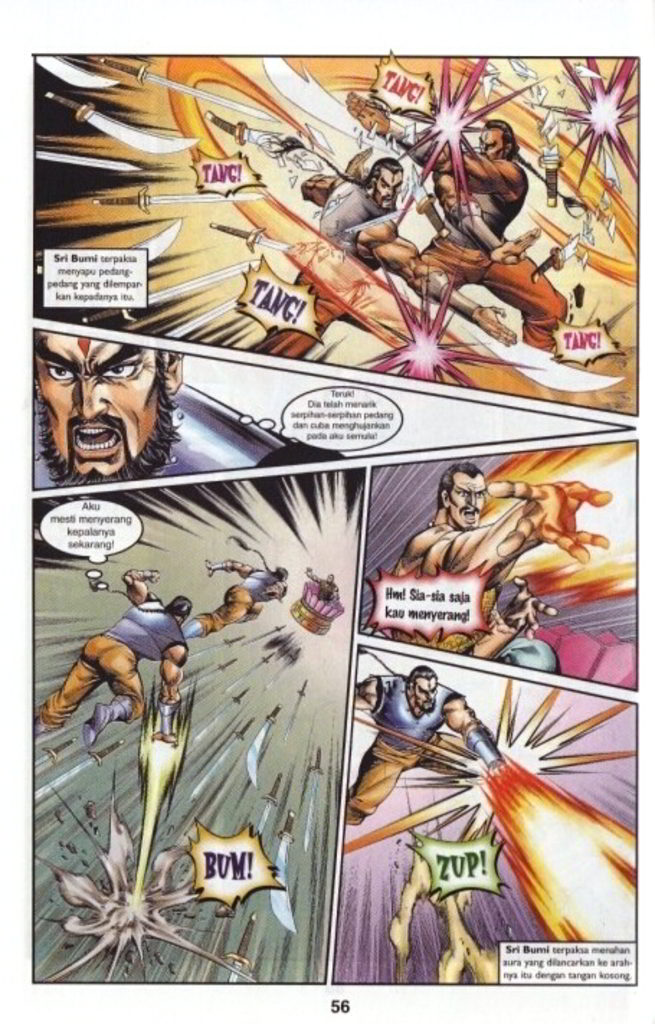 TANG!
TANG!
Sri Bumi terpaksa
menyapu pedang-
pedang yang dilempar-
kan kepadanya itu.
TANG!
TANG!
Teruk!
Dia telah menarik
serpihan-serpihan pedang
dan cuba menghujankan
pada aku semula!
Aku
mesti menyerang
kepalanya
sekarang!
Hm! Sia-sia saja
kau menyerang!
BUM!
ZUP!
Sri Bumi terpaksa menahan
aura yang dilancarkan ke arah-
nya itu dengan tangan kosong.
56